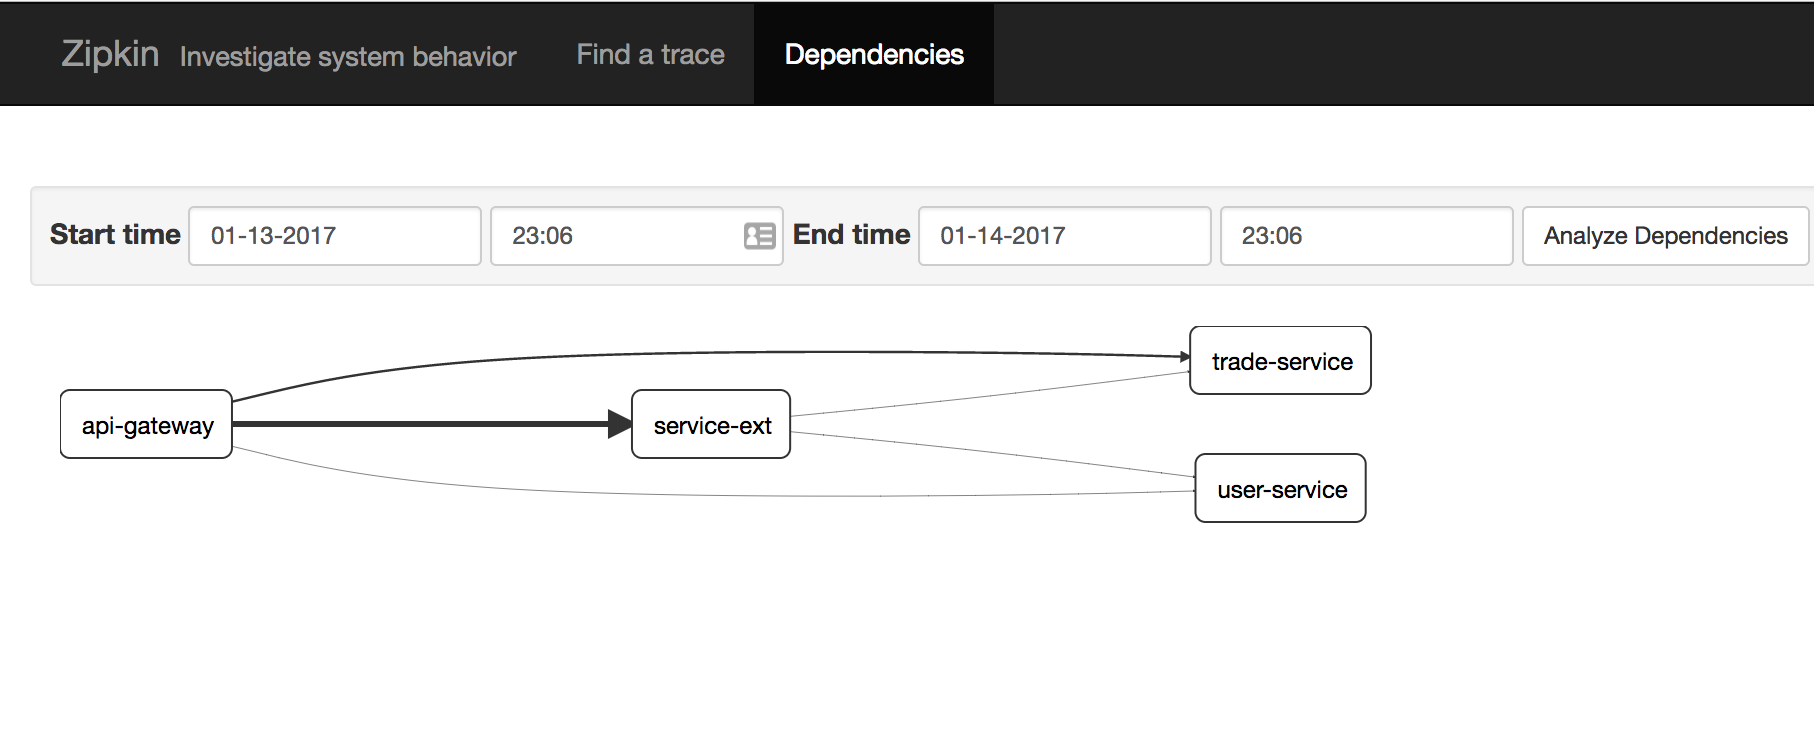 Zipkin Investigate system behavior Find a trace Dependencies
Start time 01-13-2017 23:06 End time 01-14-2017 23:06 Analyze Dependencies
trade-service
api-gateway service-ext
user-service